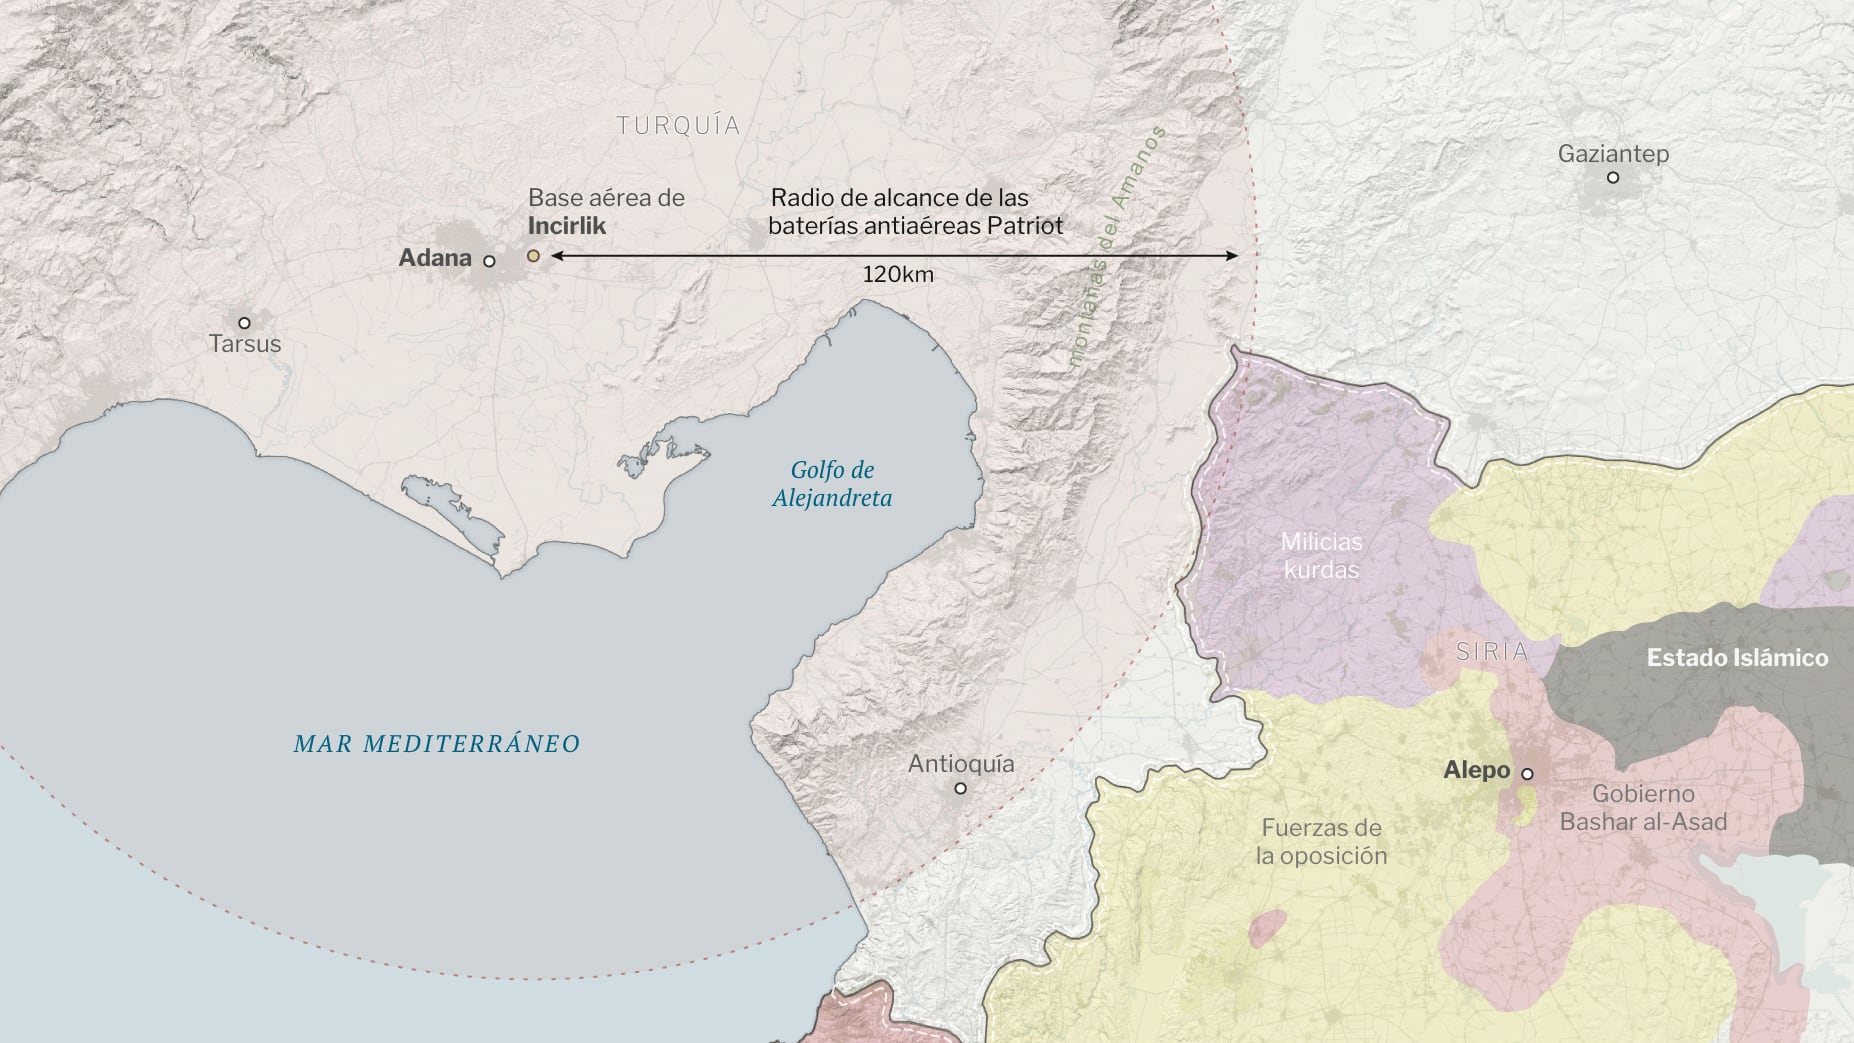 TURQUÍA
Base aérea de
Incirlik
Radio de alcance de las
baterías antiaéreas Patriot
120km
montañas del Amanos
Gaziantep
Adana
Tarsus
Golfo de
Alejandreta
Milicias
kurdas
SIRIA
Estado Islámico
MAR MEDITERRÁNEO
Antioquía
Alepo
Gobierno
Bashar al-Asad
Fuerzas de
la oposición